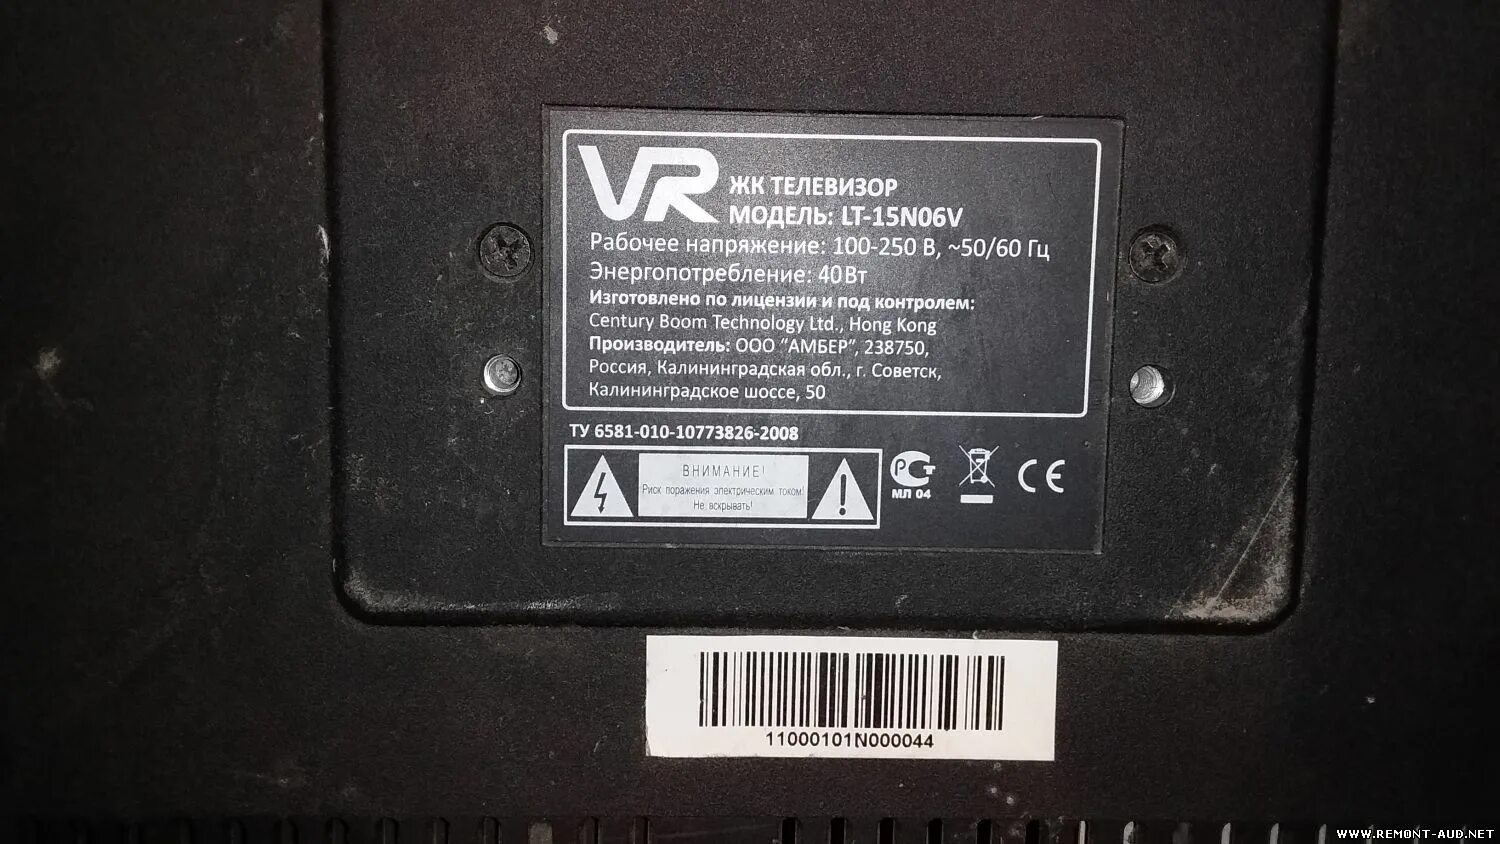 VR
ЖК ТЕЛЕВИЗОР
МОДЕЛЬ: LT-15N06V
Рабочее напряжение: 100-250 В, ~50/60 Гц
Энергопотребление: 40Вт
Изготовлено по лицензии и под контролем:
Century Boom Technology Ltd., Hong Kong
Производитель: ООО “АМБЕР”, 238750,
Россия, Калининградская обл., г. Советск,
Калининградское шоссе, 50
ТУ 6581-010-10773826-2008
ВНИМАНИЕ!
Риск поражения электрическим током!
Не вскрывать!
РСТ
МЛ 04
CE
11000101N000044
WWW.REMONT-AUD.NET